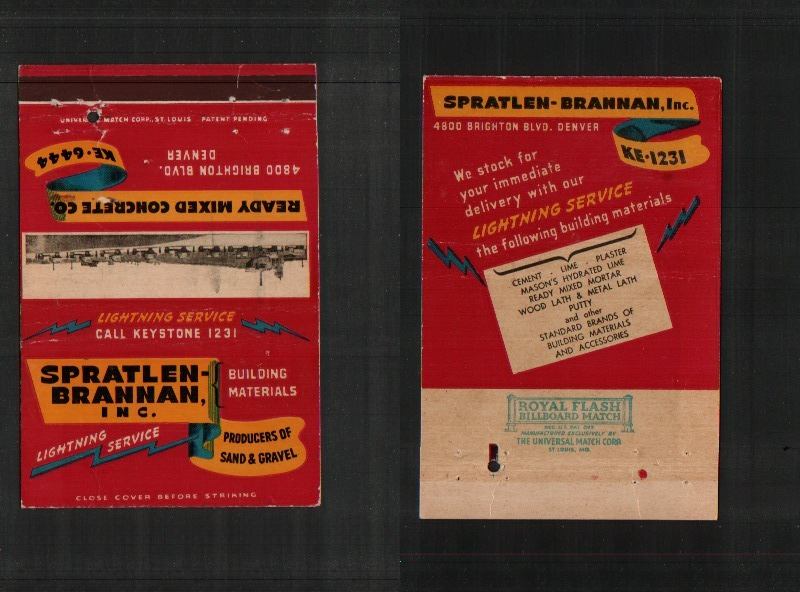 UNIVERSAL MATCH CORP., ST. LOUIS PATENT PENDING
4800 BRIGHTON BLVD.
DENVER
KE·6444
READY MIXED CONCRETE CO.
LIGHTNING SERVICE
CALL KEYSTONE 1231
SPRATLEN-
BRANNAN,
INC.
BUILDING
MATERIALS
LIGHTNING SERVICE
PRODUCERS OF
SAND & GRAVEL
CLOSE COVER BEFORE STRIKING
SPRATLEN-BRANNAN, Inc.
4800 BRIGHTON BLVD. DENVER
KE·1231
We stock for
your immediate
delivery with our
LIGHTNING SERVICE
the following building materials
CEMENT · LIME · PLASTER
MASON'S HYDRATED LIME
READY MIXED MORTAR
WOOD LATH & METAL LATH
PUTTY
and other
STANDARD BRANDS OF
BUILDING MATERIALS
AND ACCESSORIES
ROYAL FLASH
BILLBOARD MATCH
REG. U.S. PAT. OFF.
MANUFACTURED EXCLUSIVELY BY
THE UNIVERSAL MATCH CORP.
ST. LOUIS, MO.